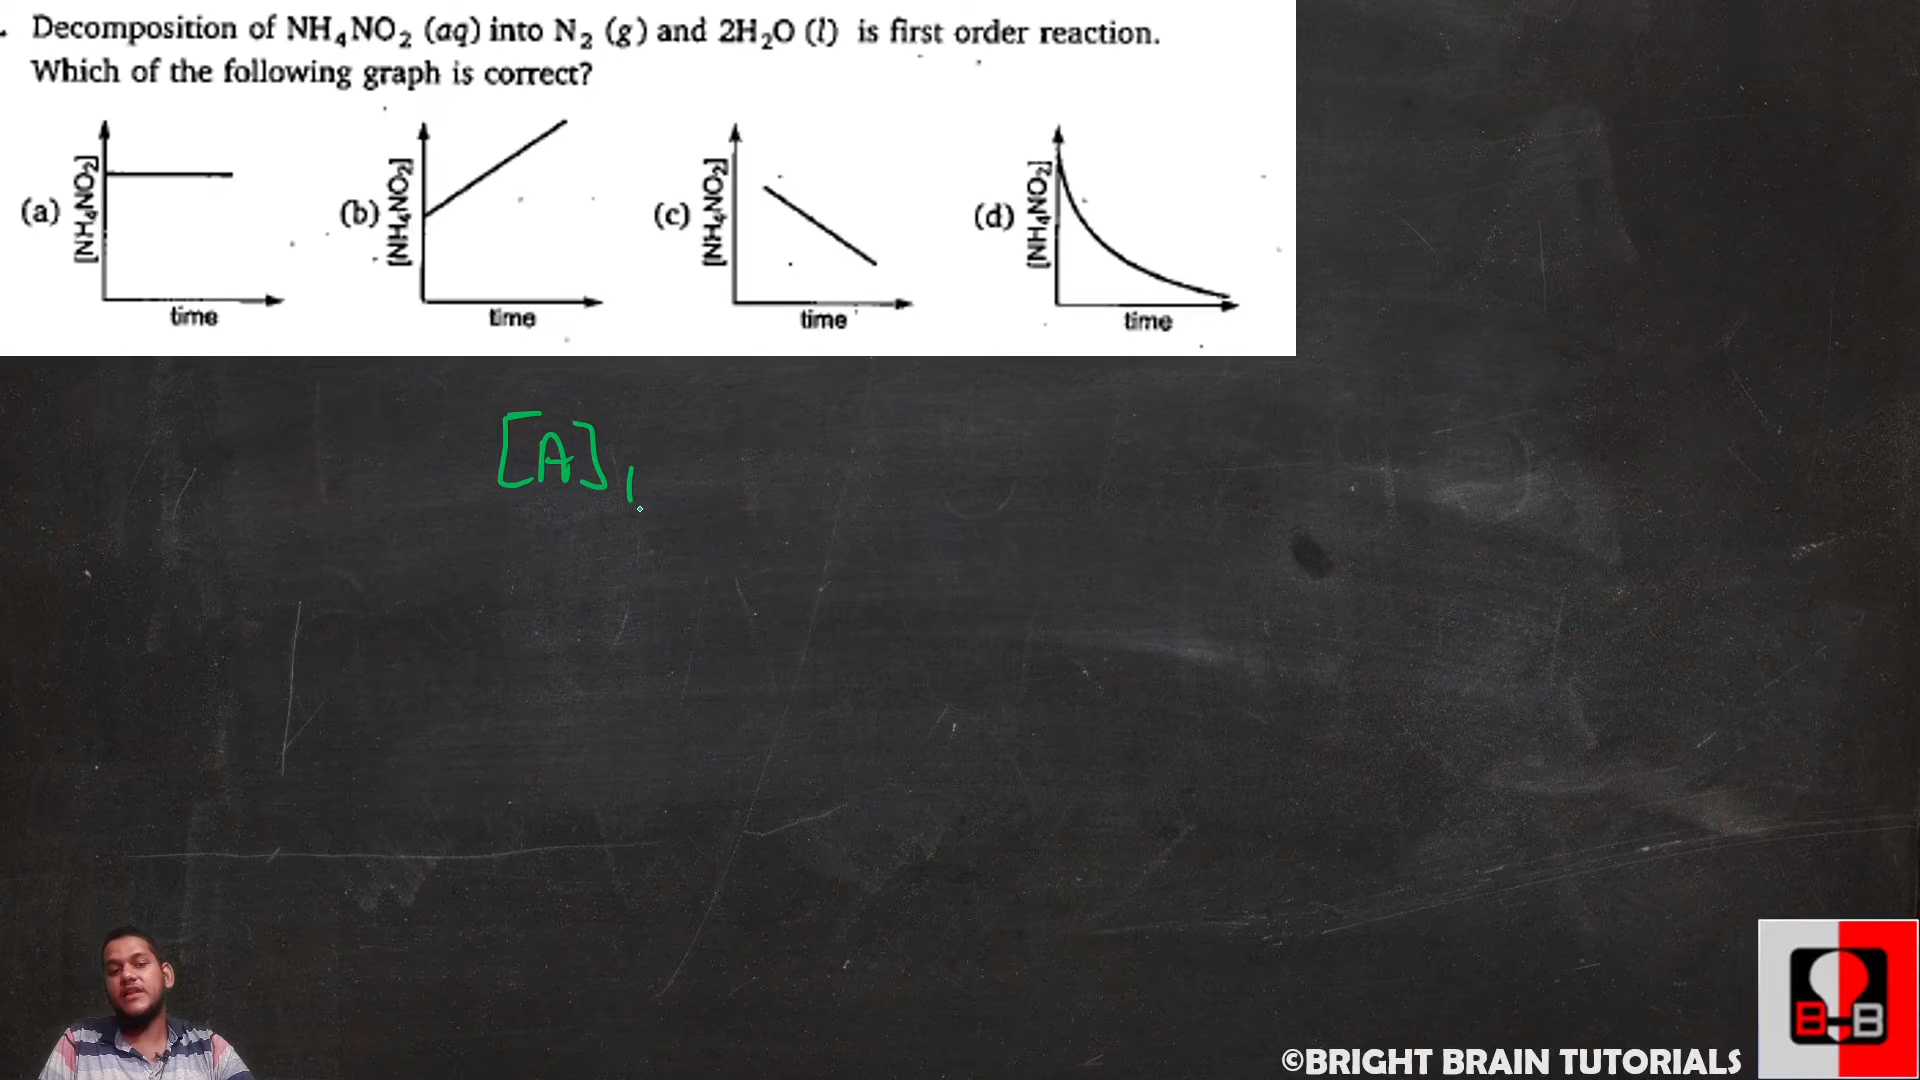 Decomposition of NH₄NO₂ (aq) into N₂ (g) and 2H₂O (l) is first order reaction.
Which of the following graph is correct?
(a) [NH₄NO₂] time
(b) [NH₄NO₂] time
(c) [NH₄NO₂] time
(d) [NH₄NO₂] time
[A]
B-B
©BRIGHT BRAIN TUTORIALS